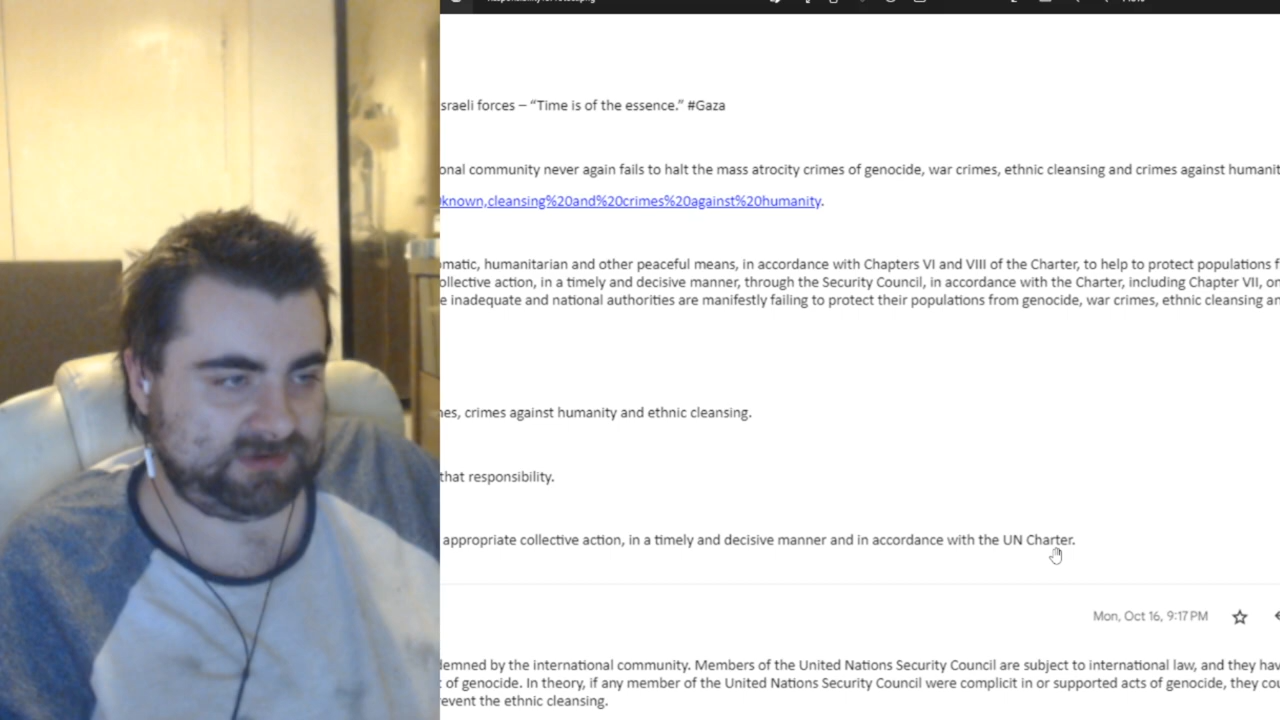 sraeli forces – “Time is of the essence.” #Gaza
onal community never again fails to halt the mass atrocity crimes of genocide, war crimes, ethnic cleansing and crimes against humanit
known,cleansing%20and%20crimes%20against%20humanity.
omatic, humanitarian and other peaceful means, in accordance with Chapters VI and VIII of the Charter, to help to protect populations f
ollective action, in a timely and decisive manner, through the Security Council, in accordance with the Charter, including Chapter VII, on
e inadequate and national authorities are manifestly failing to protect their populations from genocide, war crimes, ethnic cleansing an
nes, crimes against humanity and ethnic cleansing.
that responsibility.
appropriate collective action, in a timely and decisive manner and in accordance with the UN Charter.
Mon, Oct 16, 9:17 PM
demned by the international community. Members of the United Nations Security Council are subject to international law, and they hav
t of genocide. In theory, if any member of the United Nations Security Council were complicit in or supported acts of genocide, they cou
revent the ethnic cleansing.